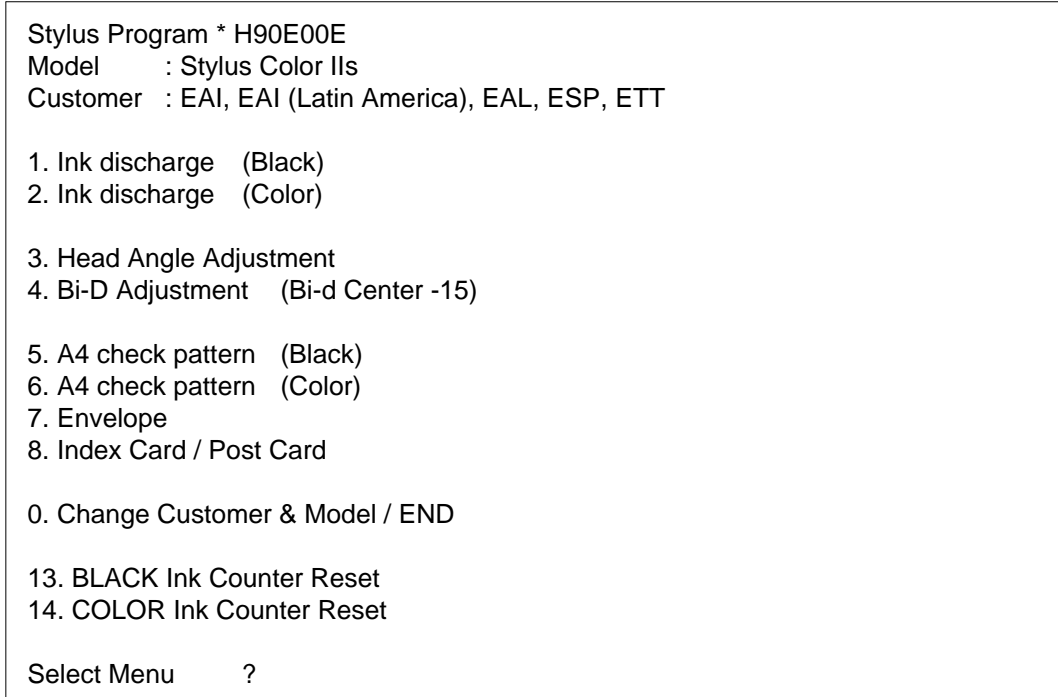 Stylus Program * H90E00E
Model : Stylus Color IIs
Customer : EAI, EAI (Latin America), EAL, ESP, ETT
1. Ink discharge (Black)
2. Ink discharge (Color)
3. Head Angle Adjustment
4. Bi-D Adjustment (Bi-d Center -15)
5. A4 check pattern (Black)
6. A4 check pattern (Color)
7. Envelope
8. Index Card / Post Card
0. Change Customer & Model / END
13. BLACK Ink Counter Reset
14. COLOR Ink Counter Reset
Select Menu ?